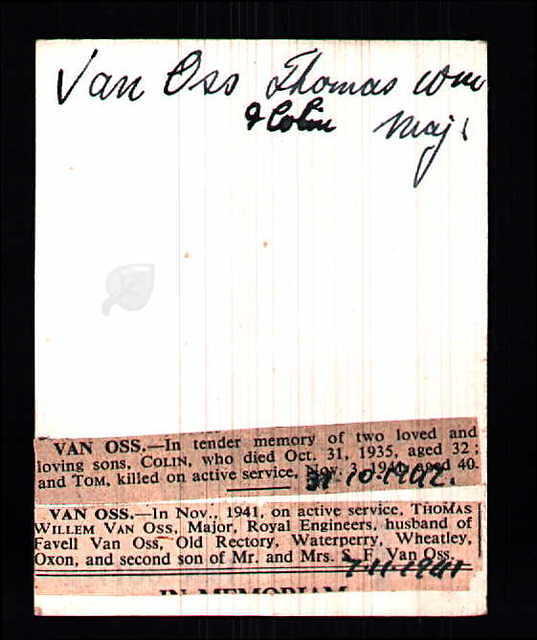 Van Oss Thomas Wm
& Colin Maj.
VAN OSS.—In tender memory of two loved and
loving sons, COLIN, who died Oct. 31, 1935, aged 32;
and TOM, killed on active service, Nov. 3, 1941, aged 40.
31-10-1942.
VAN OSS.—In Nov., 1941, on active service, THOMAS
WILLEM VAN OSS, Major, Royal Engineers, husband of
Favell Van Oss, Old Rectory, Waterperry, Wheatley,
Oxon, and second son of Mr. and Mrs. S. F. Van Oss.
7-11-1941
IN MEMORIAM